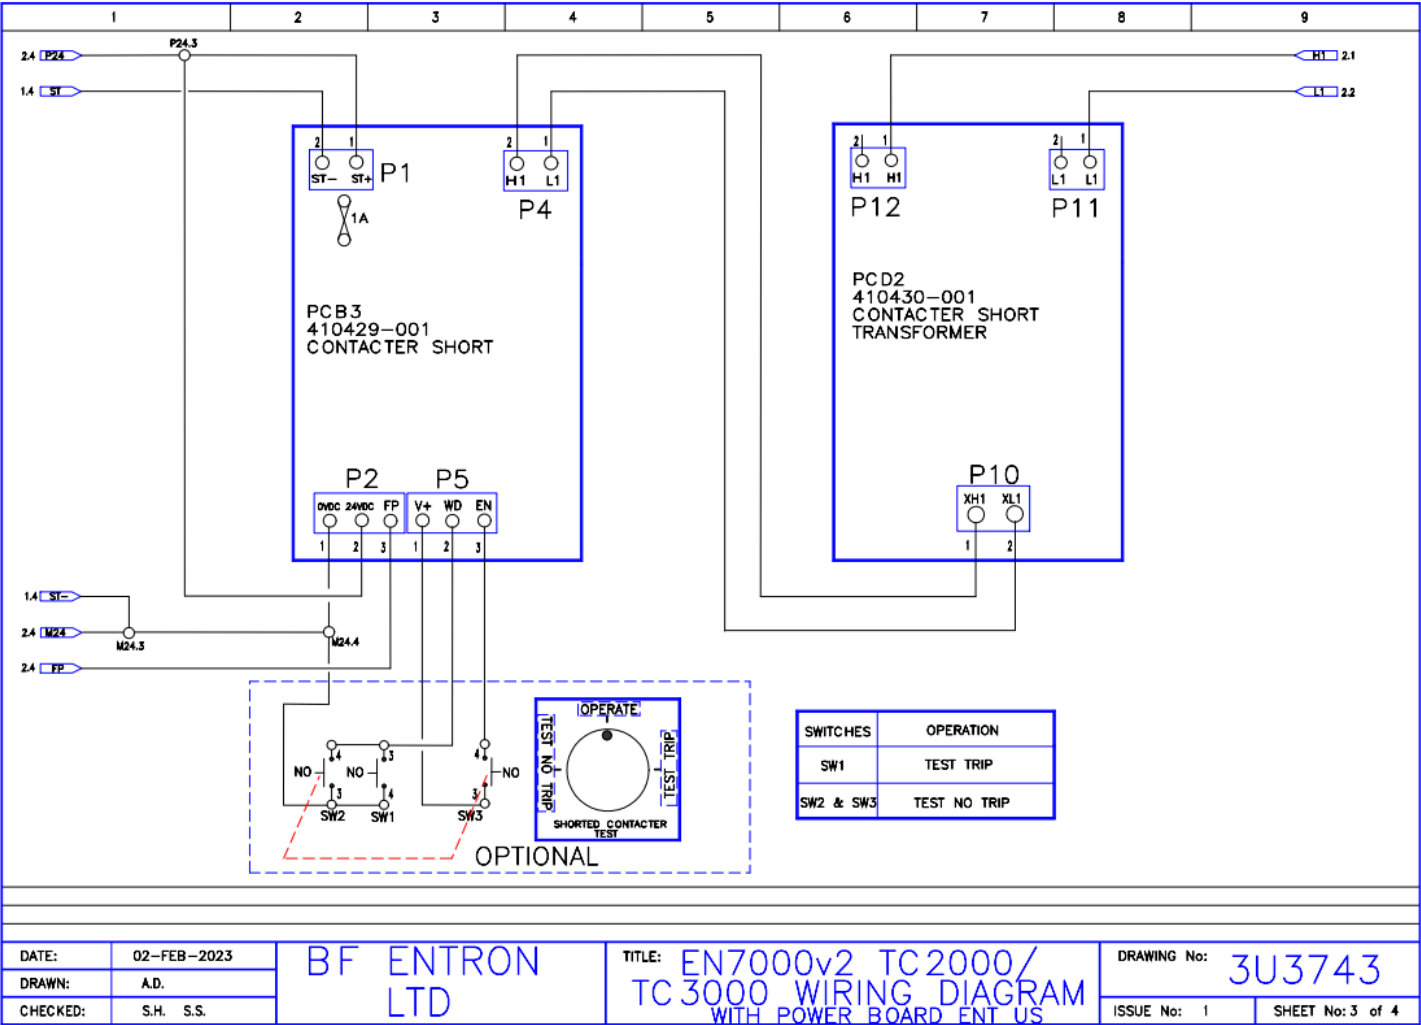 1 2 3 4 5 6 7 8 9
P24.3
2.4 P24
H1 2.1
1.4 ST
L1 2.2
2 1
ST- ST+
P1
1A
2 1
H1 L1
P4
2 1
H1 H1
P12
2 1
L1 L1
P11
PCB3
410429-001
CONTACTER SHORT
PCD2
410430-001
CONTACTER SHORT
TRANSFORMER
P2 P5
0VDC 24VDC FP V+ WD EN
1 2 3 1 2 3
P10
XH1 XL1
1 2
1.4 ST-
2.4 M24
M24.3
M24.4
2.4 FP
4 3 4
NO NO NO
3 4 3
SW2 SW1 SW3
OPERATE
TEST NO TRIP
TEST TRIP
SHORTED CONTACTER
TEST
OPTIONAL
SWITCHES OPERATION
SW1 TEST TRIP
SW2 & SW3 TEST NO TRIP
DATE: 02-FEB-2023
DRAWN: A.D.
CHECKED: S.H. S.S.
BF ENTRON
LTD
TITLE: EN7000v2 TC2000/
TC3000 WIRING DIAGRAM
WITH POWER BOARD ENT US
DRAWING No: 3U3743
ISSUE No: 1 SHEET No: 3 of 4